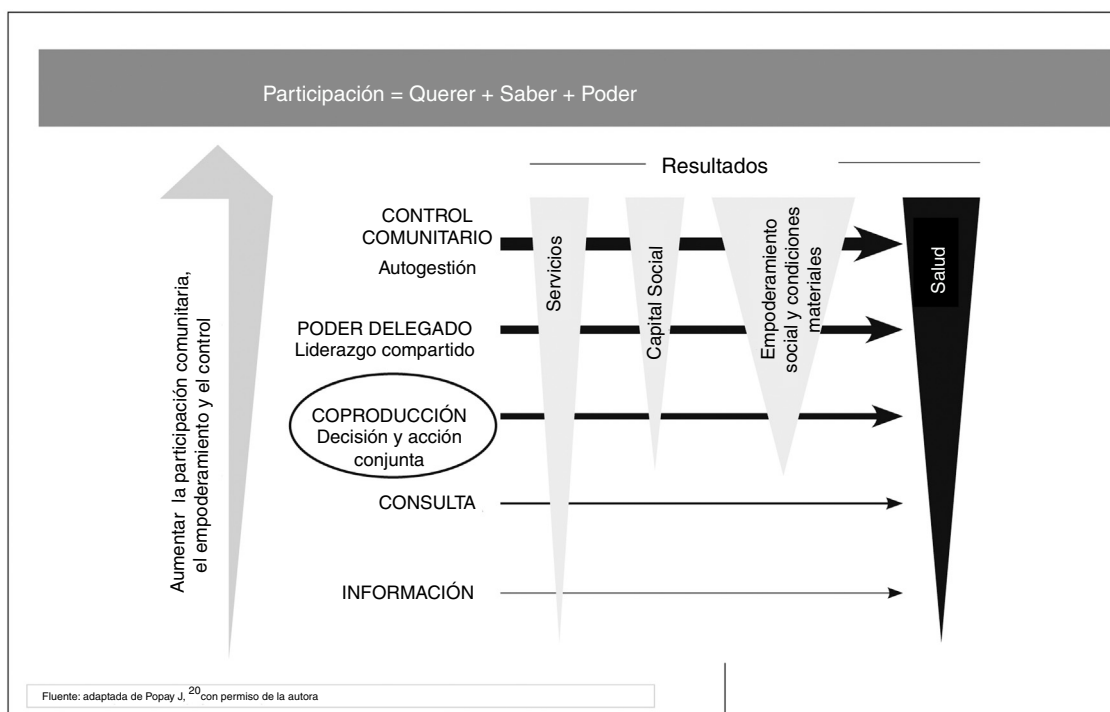 Participación = Querer + Saber + Poder
Resultados
Aumentar la participación comunitaria,
el empoderamiento y el control
CONTROL
COMUNITARIO
Autogestión
PODER DELEGADO
Liderazgo compartido
COPRODUCCIÓN
Decisión y acción
conjunta
CONSULTA
INFORMACIÓN
Servicios
Capital Social
Empoderamiento
social y condiciones
materiales
Salud
Fluente: adaptada de Popay J, 20 con permiso de la autora